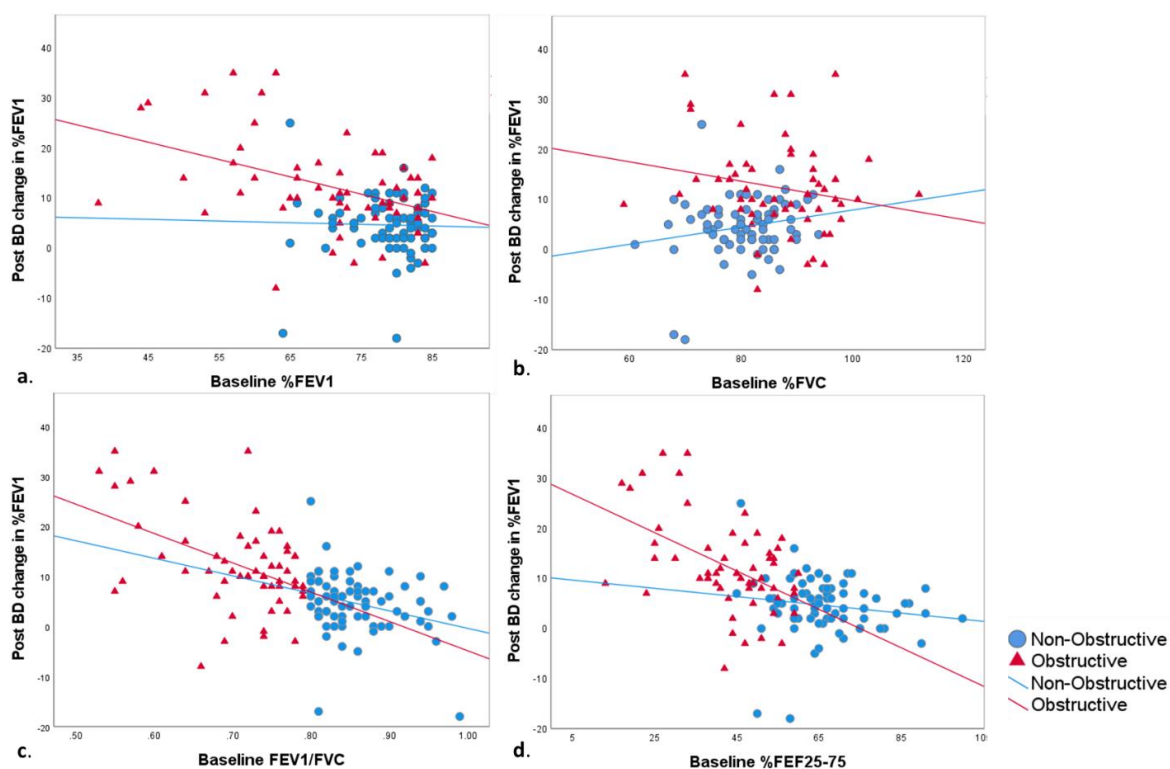 40
30
20
10
0
-10
-20
Post BD change in %FEV1
35 45 55 65 75 85
Baseline %FEV1
a.
40
30
20
10
0
-10
-20
Post BD change in %FEV1
60 80 100 120
Baseline %FVC
b.
40
30
20
10
0
-10
-20
Post BD change in %FEV1
.50 .60 .70 .80 .90 1.00
Baseline FEV1/FVC
c.
40
30
20
10
0
-10
-20
Post BD change in %FEV1
5 25 45 65 85
Baseline %FEF25-75
d.
Non-Obstructive
Obstructive
Non-Obstructive
Obstructive